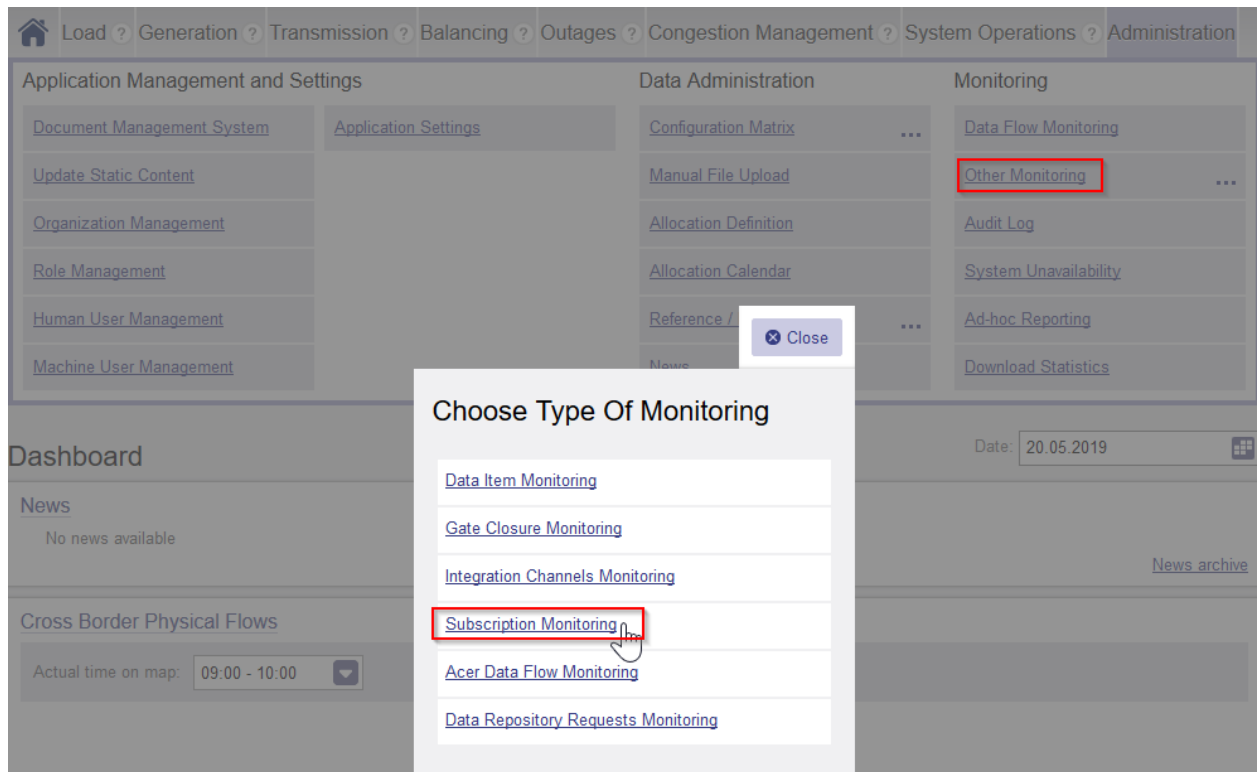 Load ? Generation ? Transmission ? Balancing ? Outages ? Congestion Management ? System Operations ? Administration
Application Management and Settings
Data Administration
Monitoring
Document Management System
Application Settings
Configuration Matrix ...
Data Flow Monitoring
Update Static Content
Manual File Upload
Other Monitoring ...
Organization Management
Allocation Definition
Audit Log
Role Management
Allocation Calendar
System Unavailability
Human User Management
Reference / ...
Ad-hoc Reporting
Machine User Management
News
Download Statistics
Close
Choose Type Of Monitoring
Data Item Monitoring
Gate Closure Monitoring
Integration Channels Monitoring
Subscription Monitoring
Acer Data Flow Monitoring
Data Repository Requests Monitoring
Dashboard
Date: 20.05.2019
News
No news available
News archive
Cross Border Physical Flows
Actual time on map: 09:00 - 10:00